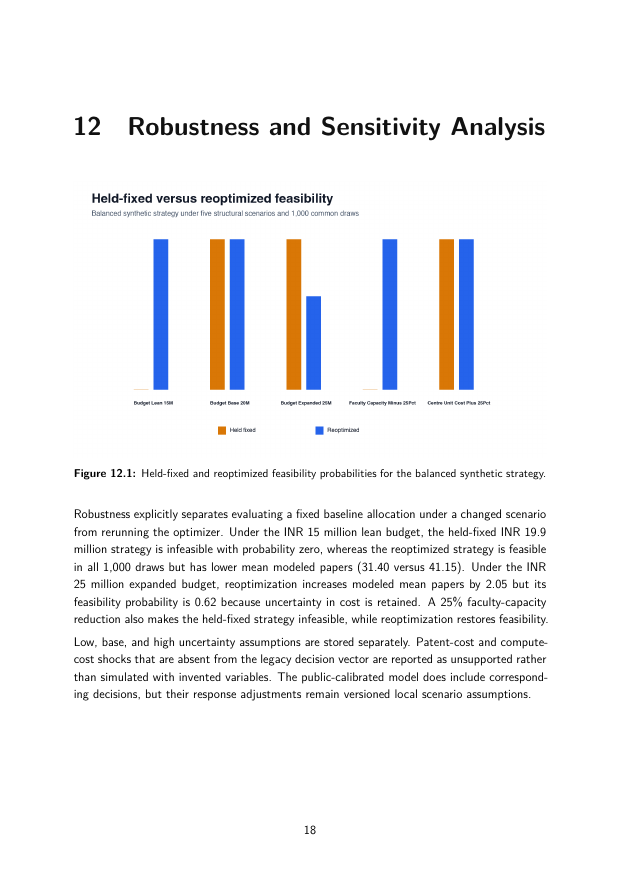 12 Robustness and Sensitivity Analysis
Held-fixed versus reoptimized feasibility
Balanced synthetic strategy under five structural scenarios and 1,000 common draws
Budget Lean 15M
Budget Base 20M
Budget Expanded 25M
Faculty Capacity Minus 25Pct
Centre Unit Cost Plus 25Pct
Held fixed
Reoptimized
Figure 12.1: Held-fixed and reoptimized feasibility probabilities for the balanced synthetic strategy.
Robustness explicitly separates evaluating a fixed baseline allocation under a changed scenario
from rerunning the optimizer. Under the INR 15 million lean budget, the held-fixed INR 19.9
million strategy is infeasible with probability zero, whereas the reoptimized strategy is feasible
in all 1,000 draws but has lower mean modeled papers (31.40 versus 41.15). Under the INR
25 million expanded budget, reoptimization increases modeled mean papers by 2.05 but its
feasibility probability is 0.62 because uncertainty in cost is retained. A 25% faculty-capacity
reduction also makes the held-fixed strategy infeasible, while reoptimization restores feasibility.
Low, base, and high uncertainty assumptions are stored separately. Patent-cost and compute-
cost shocks that are absent from the legacy decision vector are reported as unsupported rather
than simulated with invented variables. The public-calibrated model does include correspond-
ing decisions, but their response adjustments remain versioned local scenario assumptions.
18